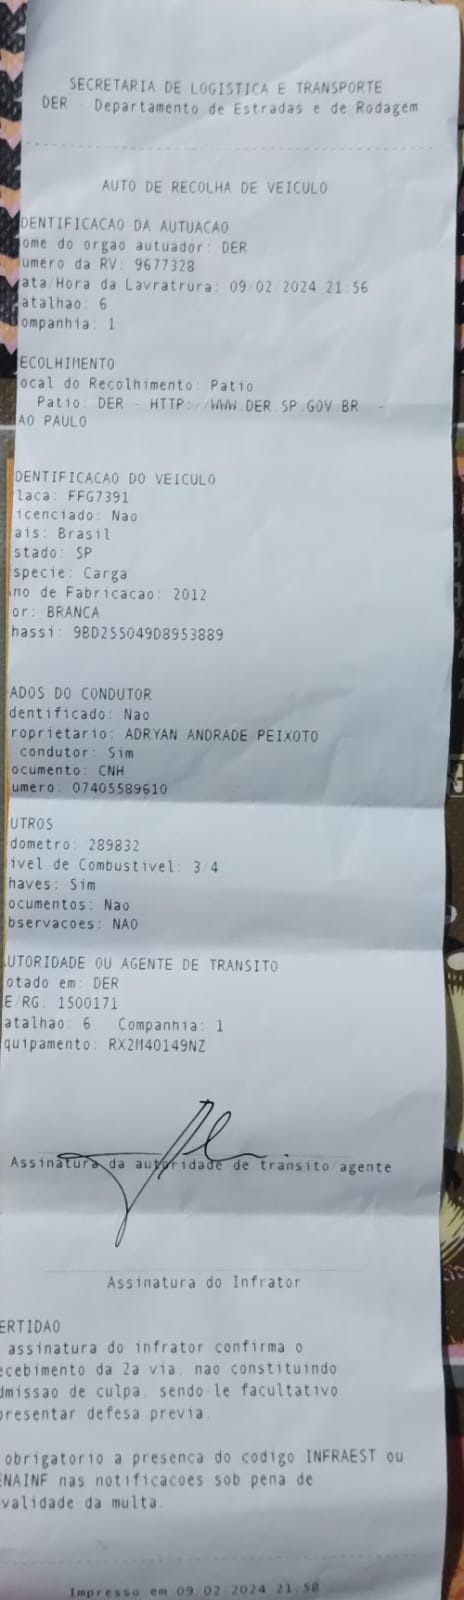 SECRETARIA DE LOGISTICA E TRANSPORTE
DER - Departamento de Estradas e de Rodagem
AUTO DE RECOLHA DE VEICULO
DENTIFICACAO DA AUTUACAO
ome do orgao autuador: DER
umero da RV: 9677328
ata/Hora da Lavratrura: 09/02/2024 21:56
atalhao: 6
ompanhia: 1
ECOLHIMENTO
ocal do Recolhimento: Patio
Patio: DER - HTTP://WWW.DER.SP.GOV.BR -
AO PAULO
DENTIFICACAO DO VEICULO
laca: FFG7391
icenciado: Nao
ais: Brasil
stado: SP
specie: Carga
no de Fabricacao: 2012
or: BRANCA
hassi: 9BD255049D8953889
ADOS DO CONDUTOR
dentificado: Nao
roprietario: ADRYAN ANDRADE PEIXOTO
condutor: Sim
ocumento: CNH
umero: 07405589610
UTROS
dometro: 289832
ivel de Combustivel: 3/4
haves: Sim
ocumentos: Nao
bservacoes: NAO
UTORIDADE OU AGENTE DE TRANSITO
otado em: DER
E/RG: 1500171
atalhao: 6 Companhia: 1
quipamento: RX2M40149NZ
Assinatura da autoridade de transito/agente
Assinatura do Infrator
ERTIDAO
assinatura do infrator confirma o
ecebimento da 2a via, nao constituindo
dmissao de culpa, sendo-le facultativo
presentar defesa previa.
obrigatorio a presenca do codigo INFRAEST ou
ENAINF nas notificacoes sob pena de
validade da multa.
Impresso em 09/02/2024 21:58